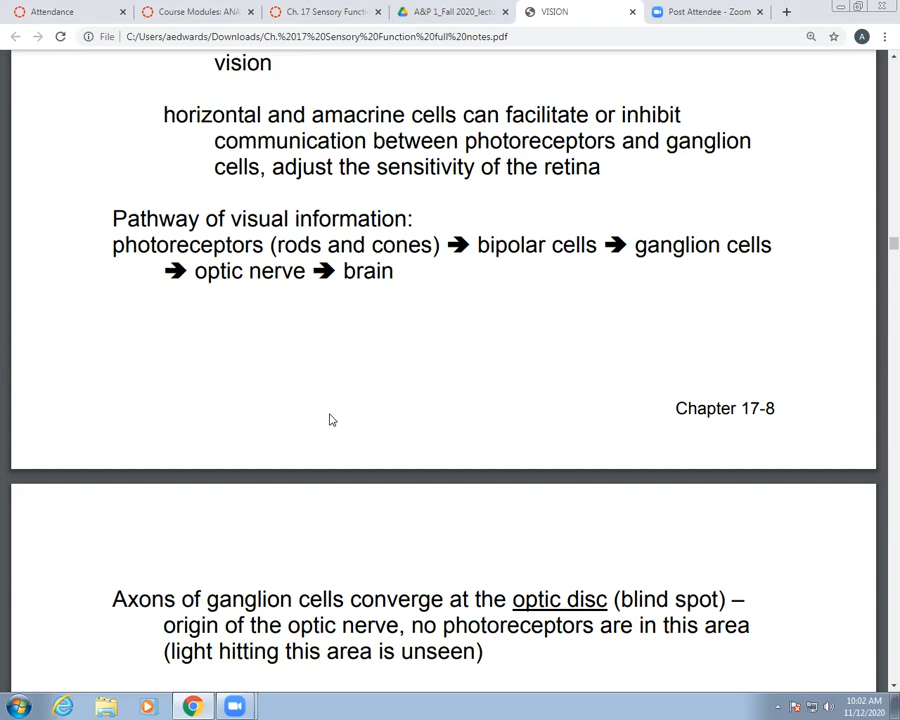 Attendance
Course Modules: ANA
Ch. 17 Sensory Functi
A&P 1_Fall 2020_lectu
VISION
Post Attendee - Zoom
File
C:/Users/aedwards/Downloads/Ch.%2017%20Sensory%20Function%20full%20notes.pdf
A
vision
horizontal and amacrine cells can facilitate or inhibit
communication between photoreceptors and ganglion
cells, adjust the sensitivity of the retina
Pathway of visual information:
photoreceptors (rods and cones) ➔ bipolar cells ➔ ganglion cells
➔ optic nerve ➔ brain
Chapter 17-8
Axons of ganglion cells converge at the optic disc (blind spot) –
origin of the optic nerve, no photoreceptors are in this area
(light hitting this area is unseen)
10:02 AM
11/12/2020